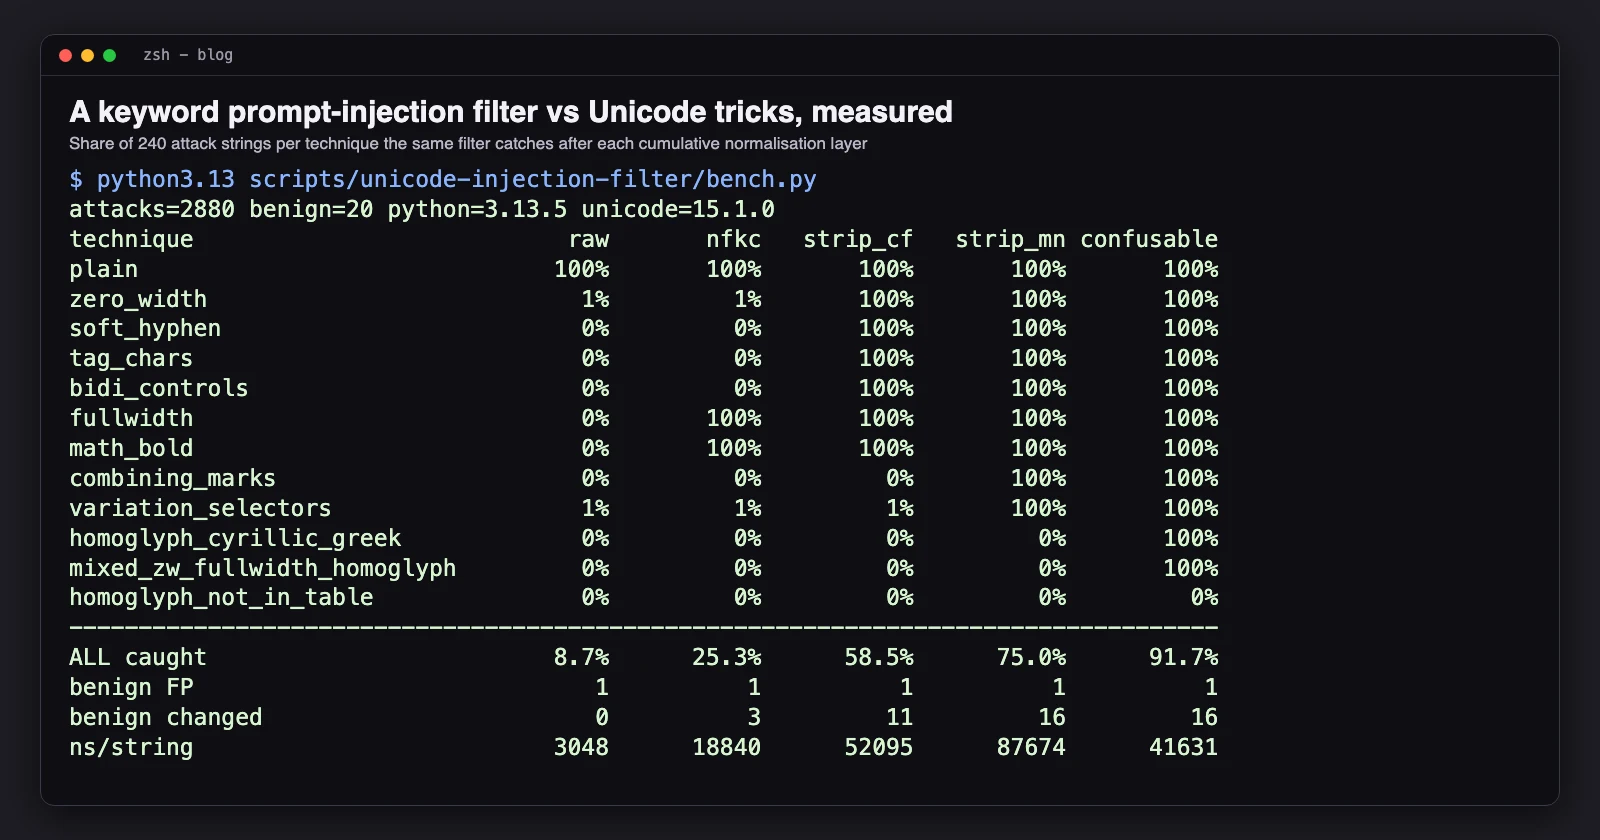 zsh — blog
A keyword prompt-injection filter vs Unicode tricks, measured
Share of 240 attack strings per technique the same filter catches after each cumulative normalisation layer
$ python3.13 scripts/unicode-injection-filter/bench.py
attacks=2880 benign=20 python=3.13.5 unicode=15.1.0
technique                           raw       nfkc   strip_cf   strip_mn confusable
plain                              100%       100%       100%       100%       100%
zero_width                           1%         1%       100%       100%       100%
soft_hyphen                          0%         0%       100%       100%       100%
tag_chars                            0%         0%       100%       100%       100%
bidi_controls                        0%         0%       100%       100%       100%
fullwidth                            0%       100%       100%       100%       100%
math_bold                            0%       100%       100%       100%       100%
combining_marks                      0%         0%         0%       100%       100%
variation_selectors                  1%         1%         1%       100%       100%
homoglyph_cyrillic_greek             0%         0%         0%         0%       100%
mixed_zw_fullwidth_homoglyph         0%         0%         0%         0%       100%
homoglyph_not_in_table               0%         0%         0%         0%         0%
-----------------------------------------------------------------------------------
ALL caught                         8.7%      25.3%      58.5%      75.0%      91.7%
benign FP                             1          1          1          1          1
benign changed                        0          3         11         16         16
ns/string                          3048      18840      52095      87674      41631